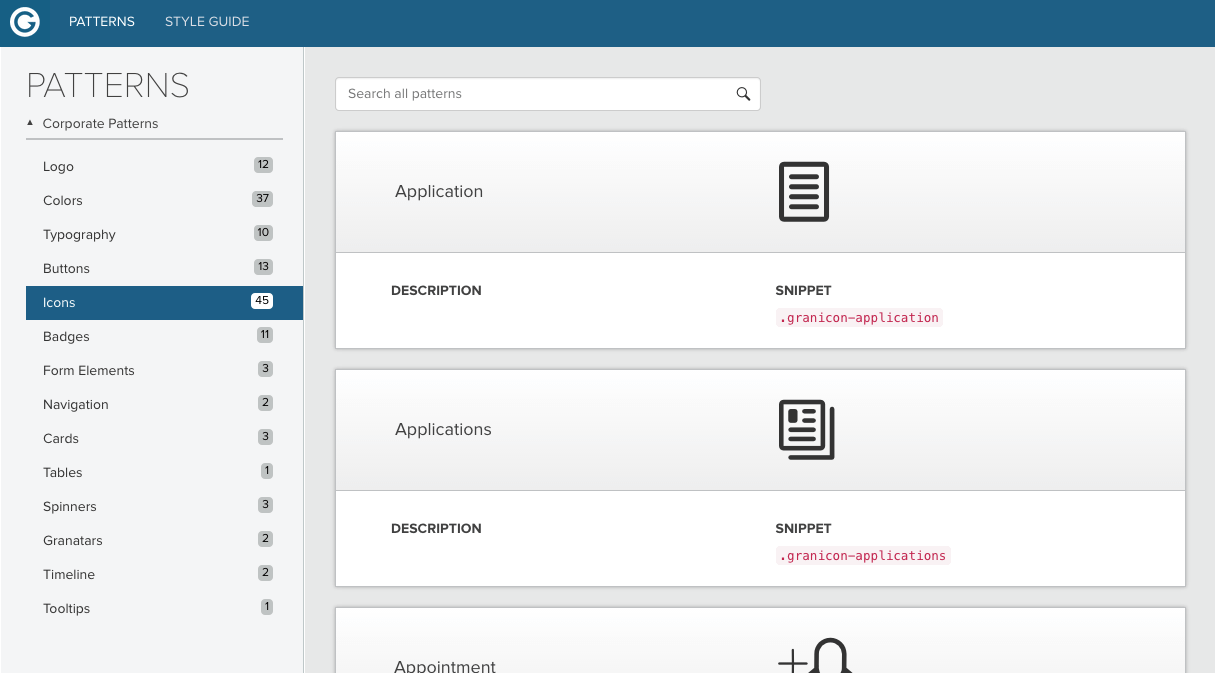 PATTERNS
STYLE GUIDE
PATTERNS
Corporate Patterns
Logo 12
Colors 37
Typography 10
Buttons 13
Icons 45
Badges 11
Form Elements 3
Navigation 2
Cards 3
Tables 1
Spinners 3
Granatars 2
Timeline 2
Tooltips 1
Search all patterns
Application
DESCRIPTION
SNIPPET
.granicon-application
Applications
DESCRIPTION
SNIPPET
.granicon-applications
Appointment